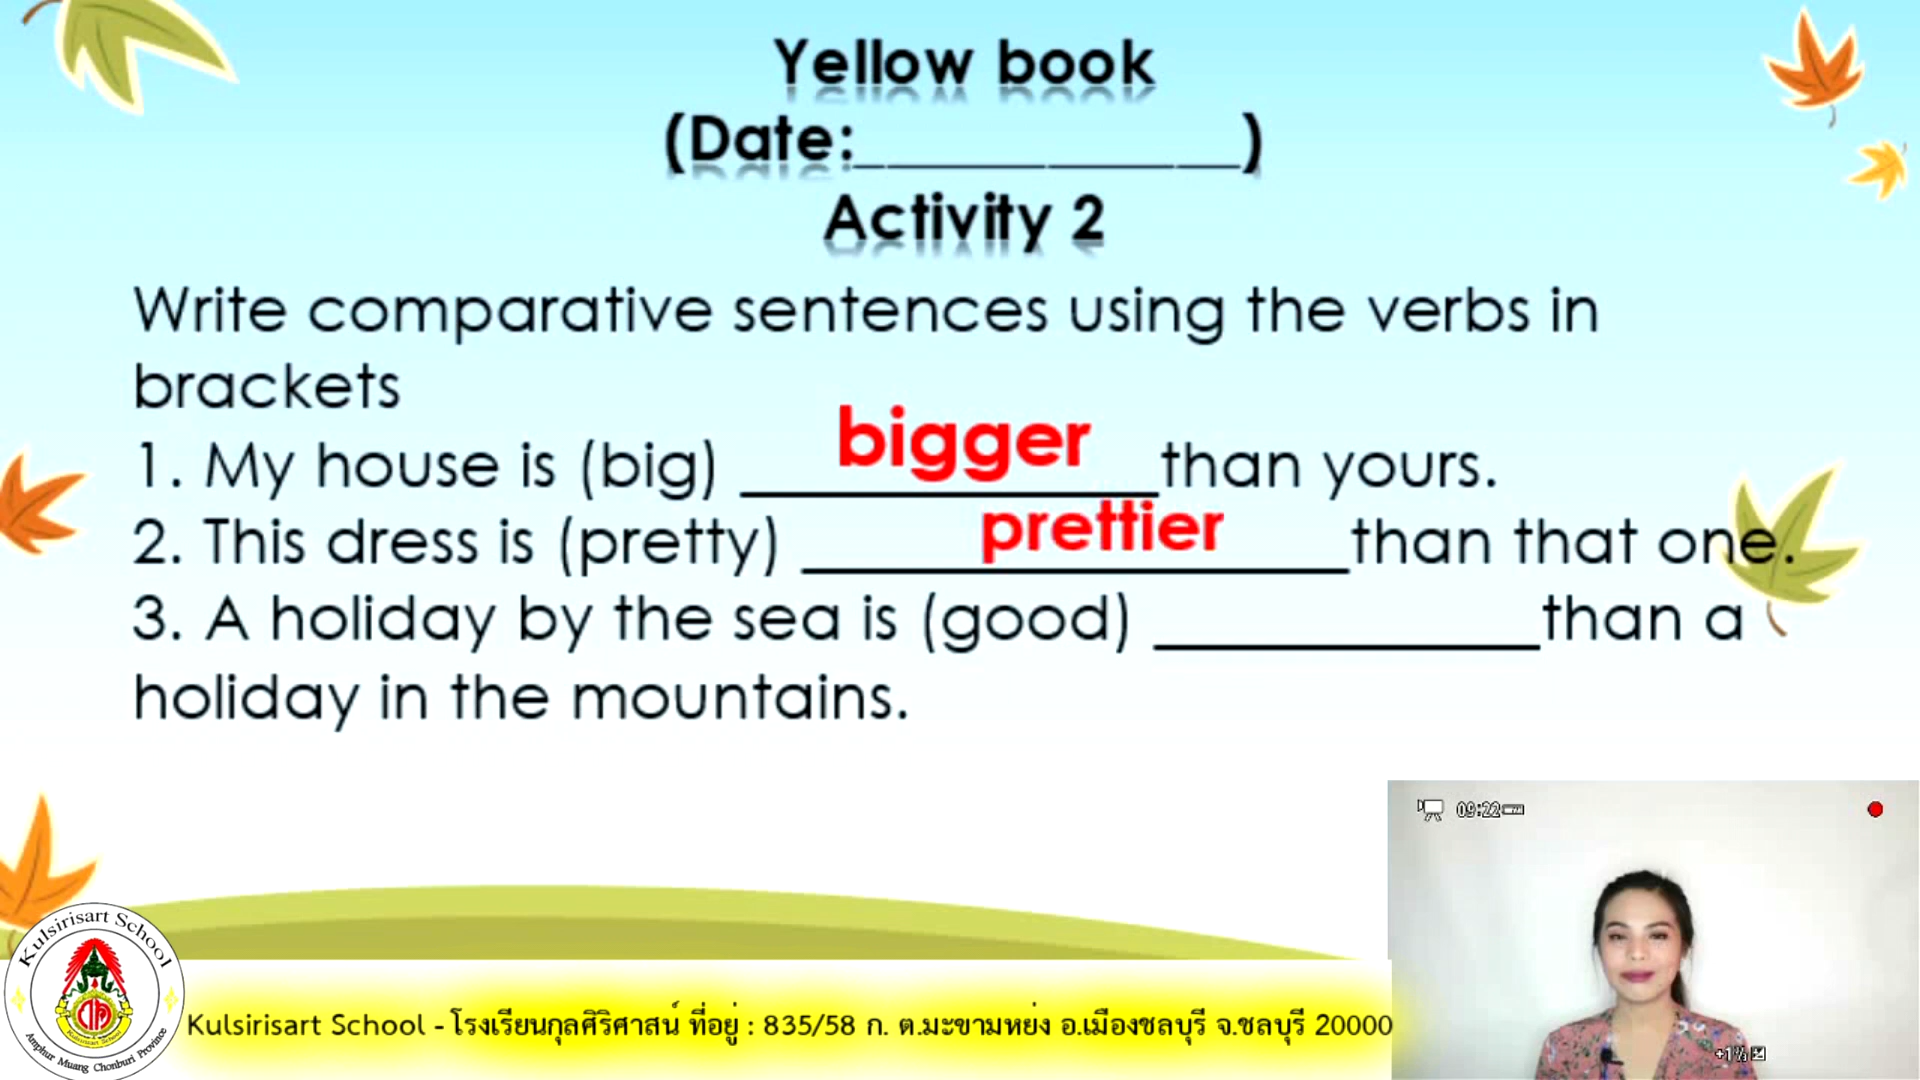 Yellow book
(Date:____________)
Activity 2
Write comparative sentences using the verbs in
brackets
1. My house is (big) bigger than yours.
2. This dress is (pretty) prettier than that one.
3. A holiday by the sea is (good) ____________than a
holiday in the mountains.
09:22
Kulsirisart School
Amphur Muang Chonburi Province
Kulsirisart School - โรงเรียนกุลศิริศาสน์ ที่อยู่ : 835/58 ก. ต.มะขามหย่ง อ.เมืองชลบุรี จ.ชลบุรี 20000